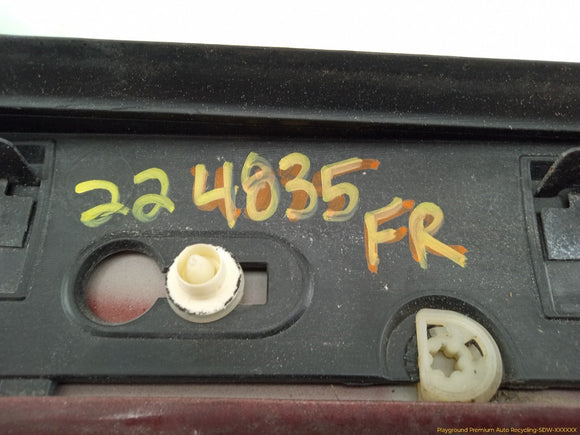 224835
FR
Playground Premium Auto Recycling-SDW-XXXXXX